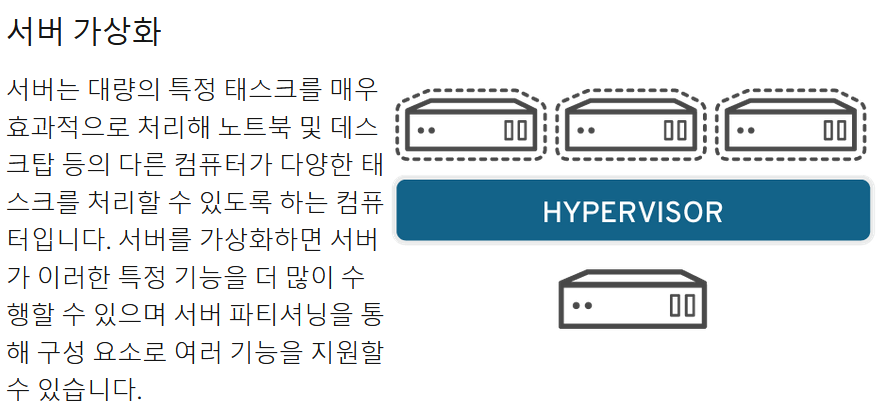 서버 가상화
서버는 대량의 특정 태스크를 매우
효과적으로 처리해 노트북 및 데스
크탑 등의 다른 컴퓨터가 다양한 태
스크를 처리할 수 있도록 하는 컴퓨
터입니다. 서버를 가상화하면 서버
가 이러한 특정 기능을 더 많이 수
행할 수 있으며 서버 파티셔닝을 통
해 구성 요소로 여러 기능을 지원할
수 있습니다.
HYPERVISOR